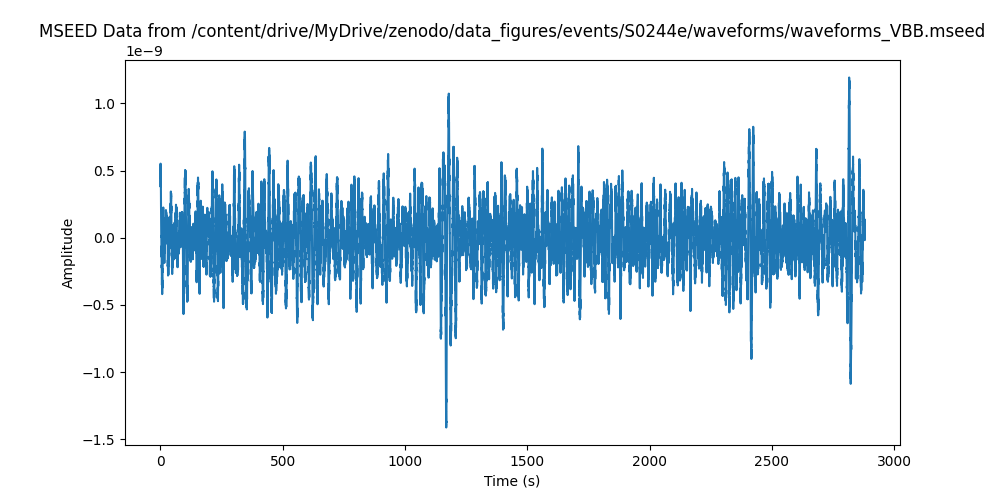 MSEED Data from /content/drive/MyDrive/zenodo/data_figures/events/S0244e/waveforms/waveforms_VBB.mseed
1e−9
1.0
0.5
0.0
−0.5
−1.0
−1.5
Amplitude
0 500 1000 1500 2000 2500 3000
Time (s)